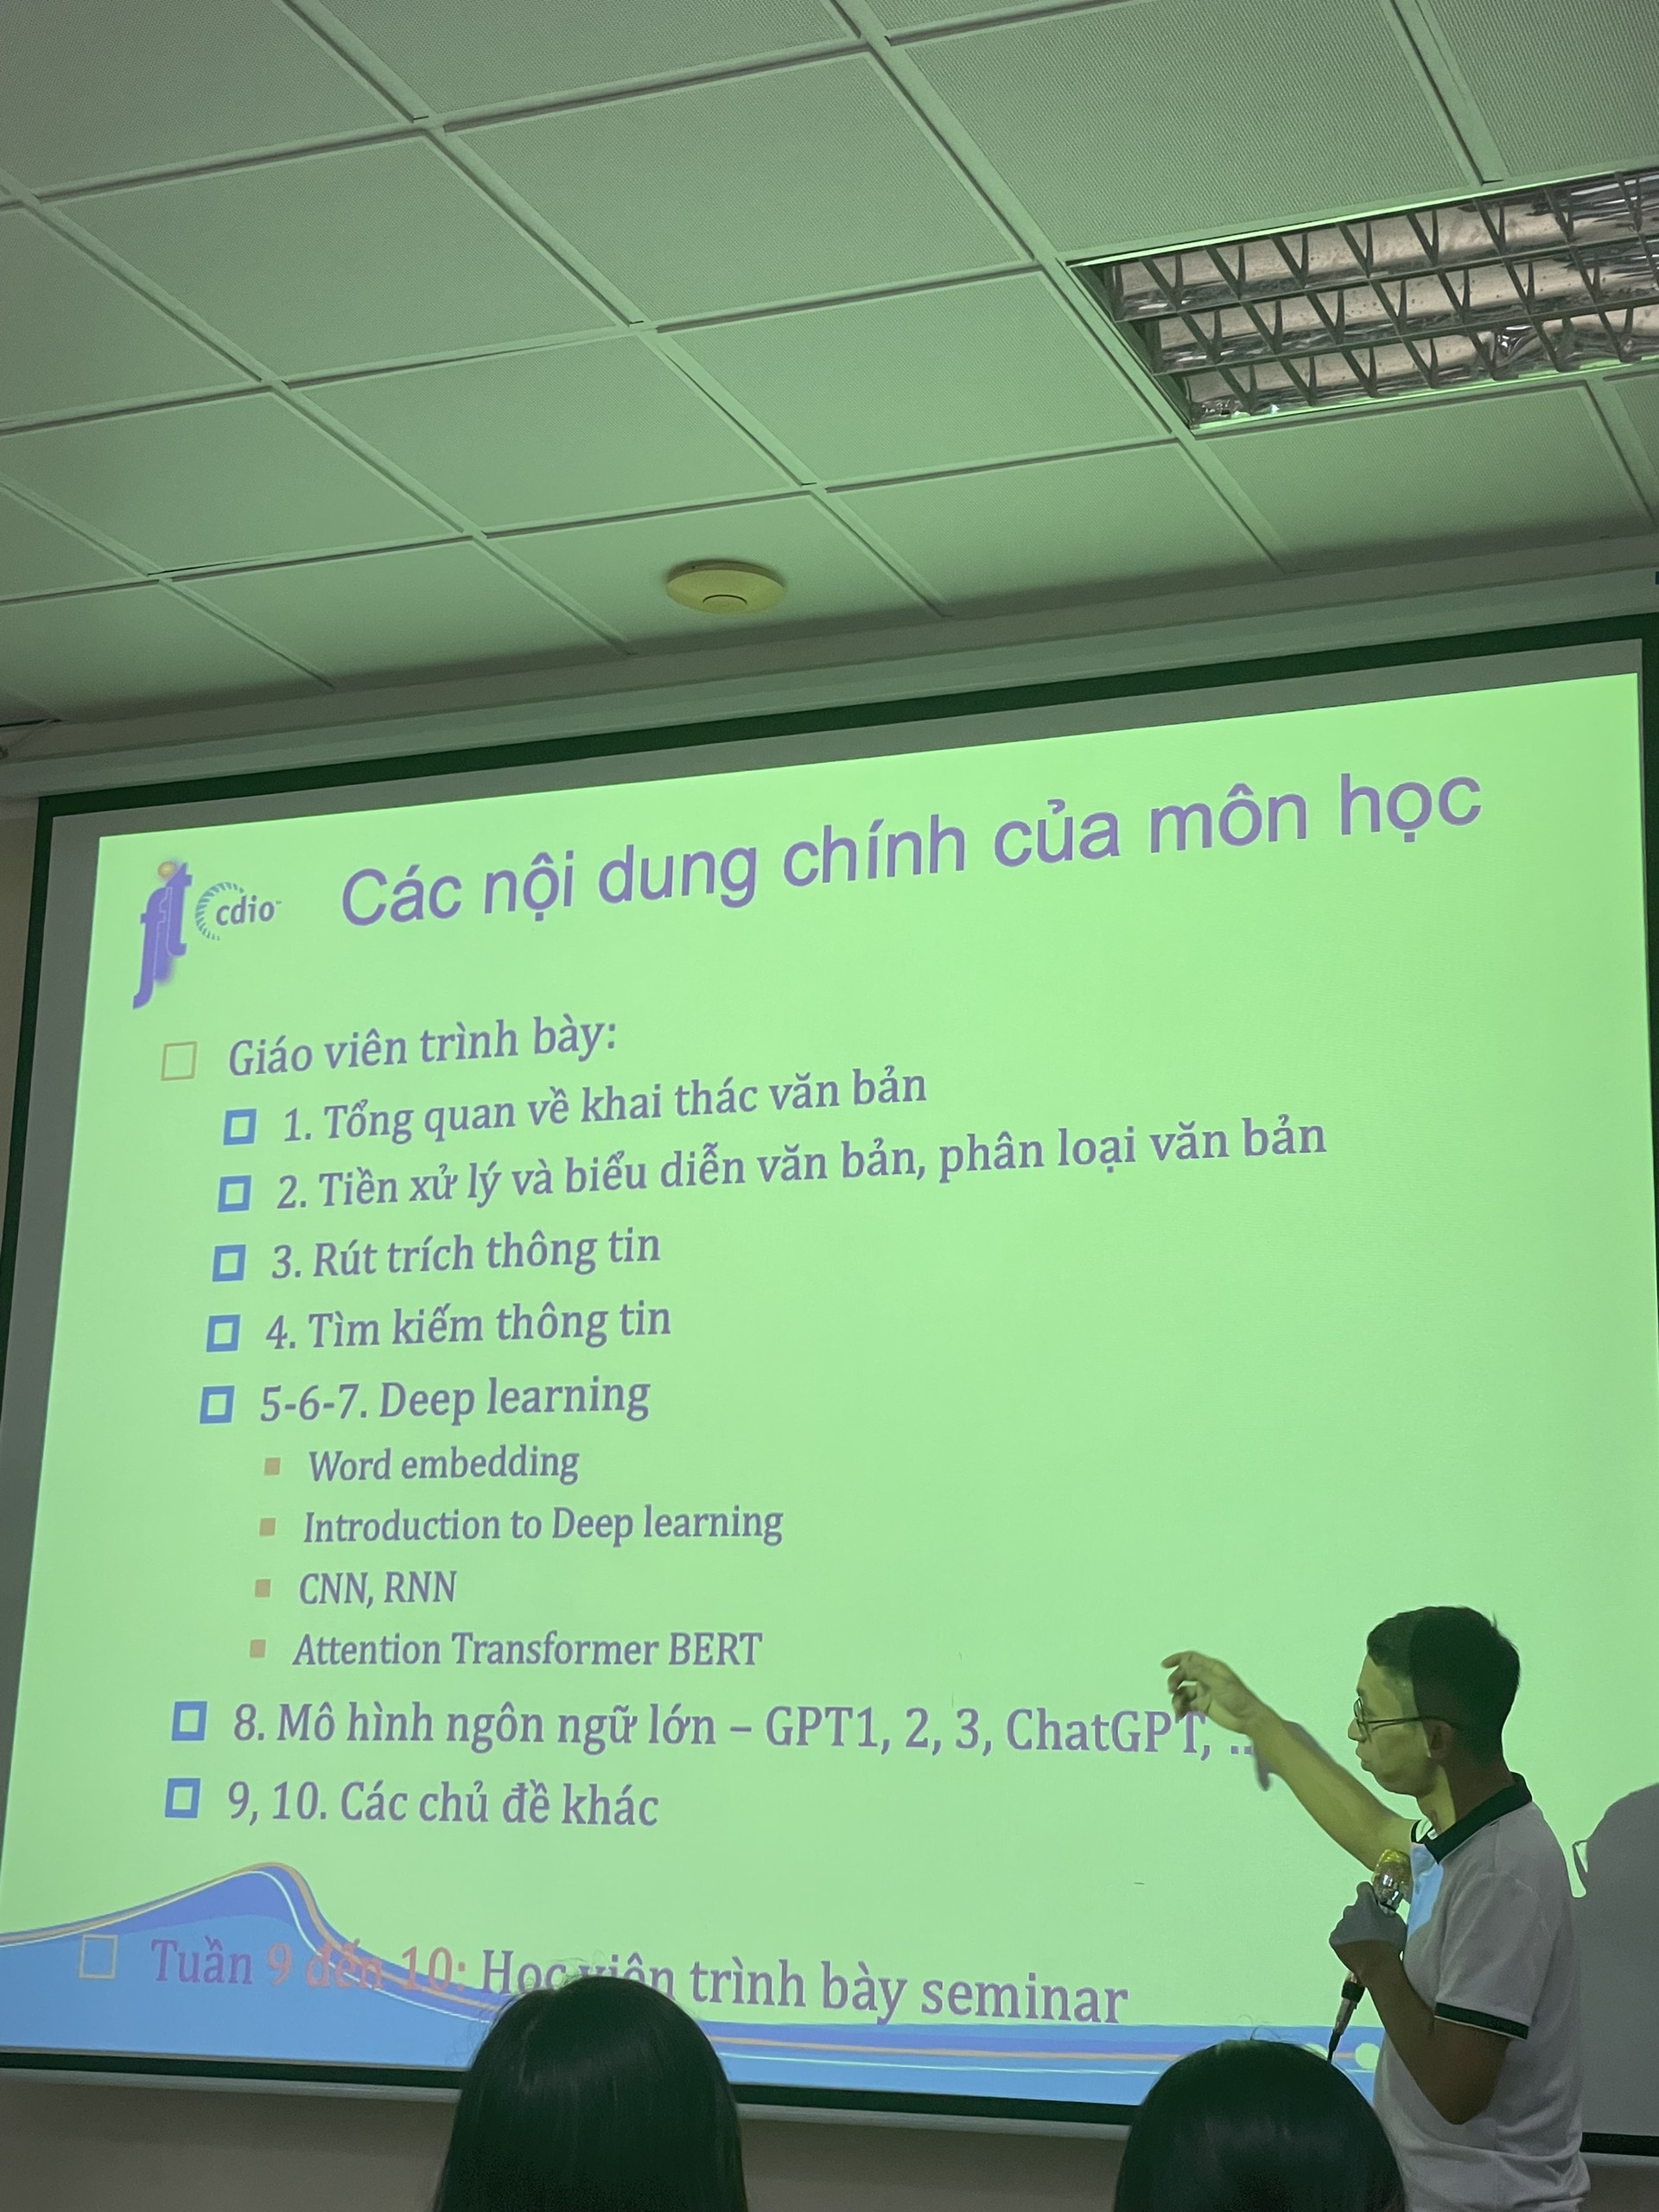 fit
cdio
Các nội dung chính của môn học
Giáo viên trình bày:
1. Tổng quan về khai thác văn bản
2. Tiền xử lý và biểu diễn văn bản, phân loại văn bản
3. Rút trích thông tin
4. Tìm kiếm thông tin
5-6-7. Deep learning
Word embedding
Introduction to Deep learning
CNN, RNN
Attention Transformer BERT
8. Mô hình ngôn ngữ lớn – GPT1, 2, 3, ChatGPT, ..
9, 10. Các chủ đề khác
Tuần 9 đến 10: Học viên trình bày seminar